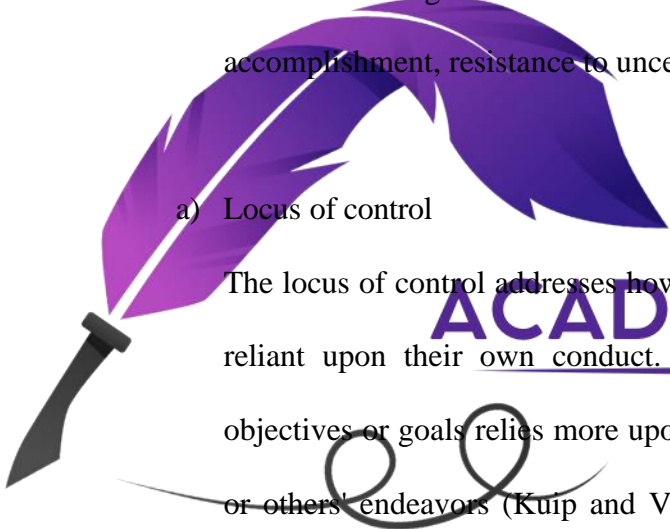 accomplishment, resistance to unce
a) Locus of control
The locus of control addresses how
ACAD
reliant upon their own conduct.
objectives or goals relies more upo
or others' endeavors (Kuip and V